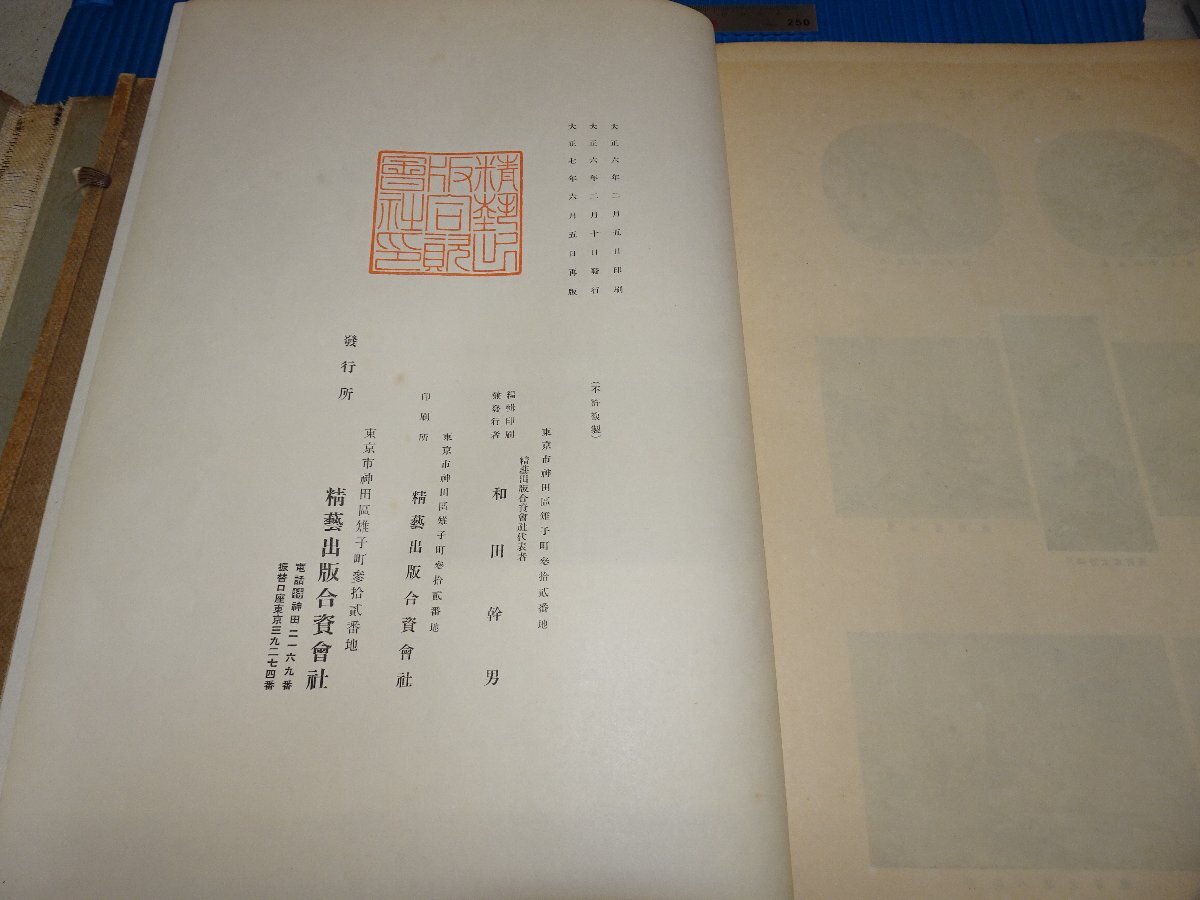 大正六年二月五日印刷
大正六年二月十日發行
大正七年六月五日再版
精藝出
版合資
會社印
(不許複製)
東京市神田區雉子町參拾貳番地
編輯印刷
兼發行者
精藝出版合資會社代表者
和田幹男
東京市神田區雉子町參拾貳番地
印刷所
精藝出版合資會社
發行所
東京市神田區雉子町參拾貳番地
精藝出版合資會社
電話神田二一六九番
振替口座東京三九二七四番
250